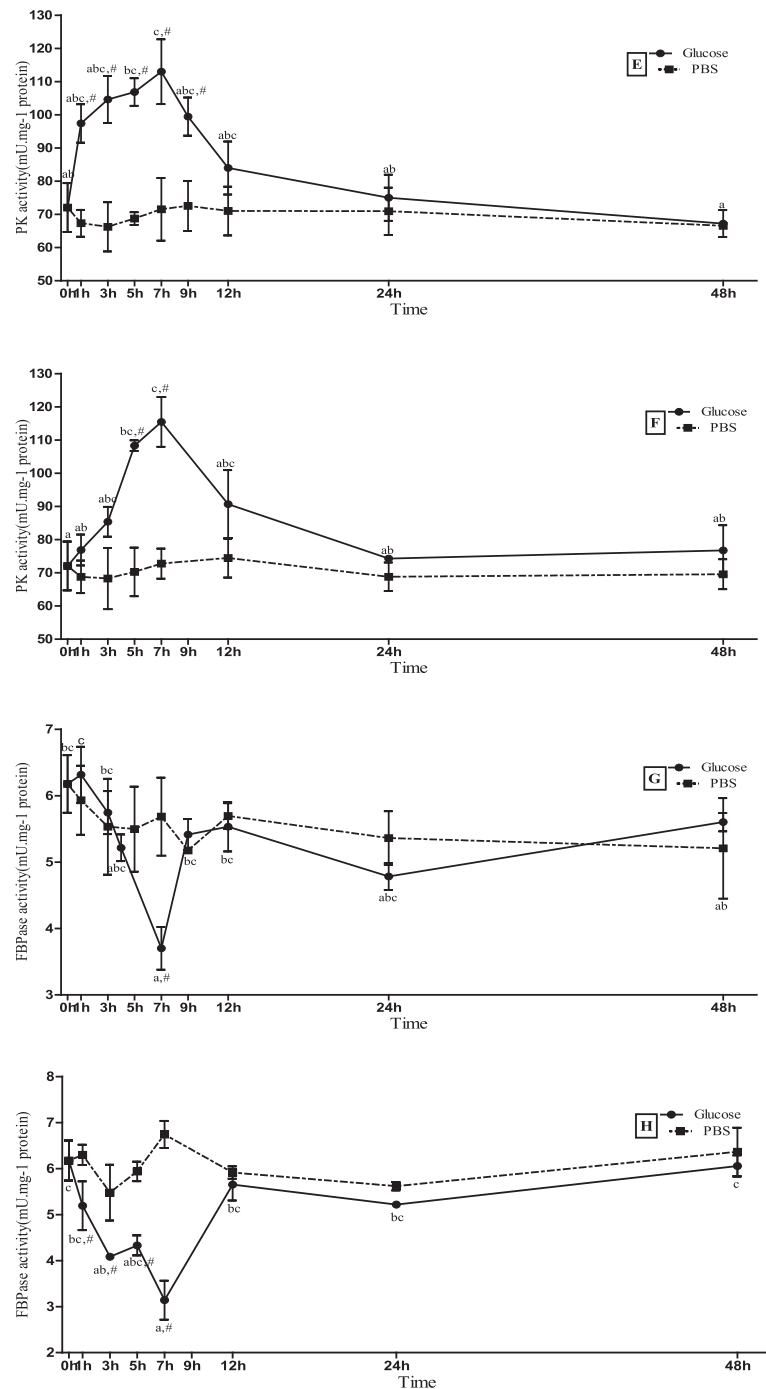 130
c,#
E
Glucose
PBS
120
abc,#
bc,#
110
abc,#
abc,#
100
90
abc
80
ab
ab
70
a
60
50
PK activity(mU.mg-1 protein)
0h 1h 3h 5h 7h 9h 12h 24h 48h
Time
130
c,#
F
Glucose
PBS
120
bc,#
110
100
abc
90
abc
80
a
ab
ab
ab
70
60
50
PK activity(mU.mg-1 protein)
0h 1h 3h 5h 7h 9h 12h 24h 48h
Time
7
bc
c
bc
G
Glucose
PBS
6
5
abc
bc
bc
abc
ab
4
a,#
3
FBPase activity(mU.mg-1 protein)
0h 1h 3h 5h 7h 9h 12h 24h 48h
Time
8
H
Glucose
PBS
7
6
c
c
5
bc,#
bc
bc
4
ab,#
abc,#
3
a,#
2
FBPase activity(mU.mg-1 protein)
0h 1h 3h 5h 7h 9h 12h 24h 48h
Time